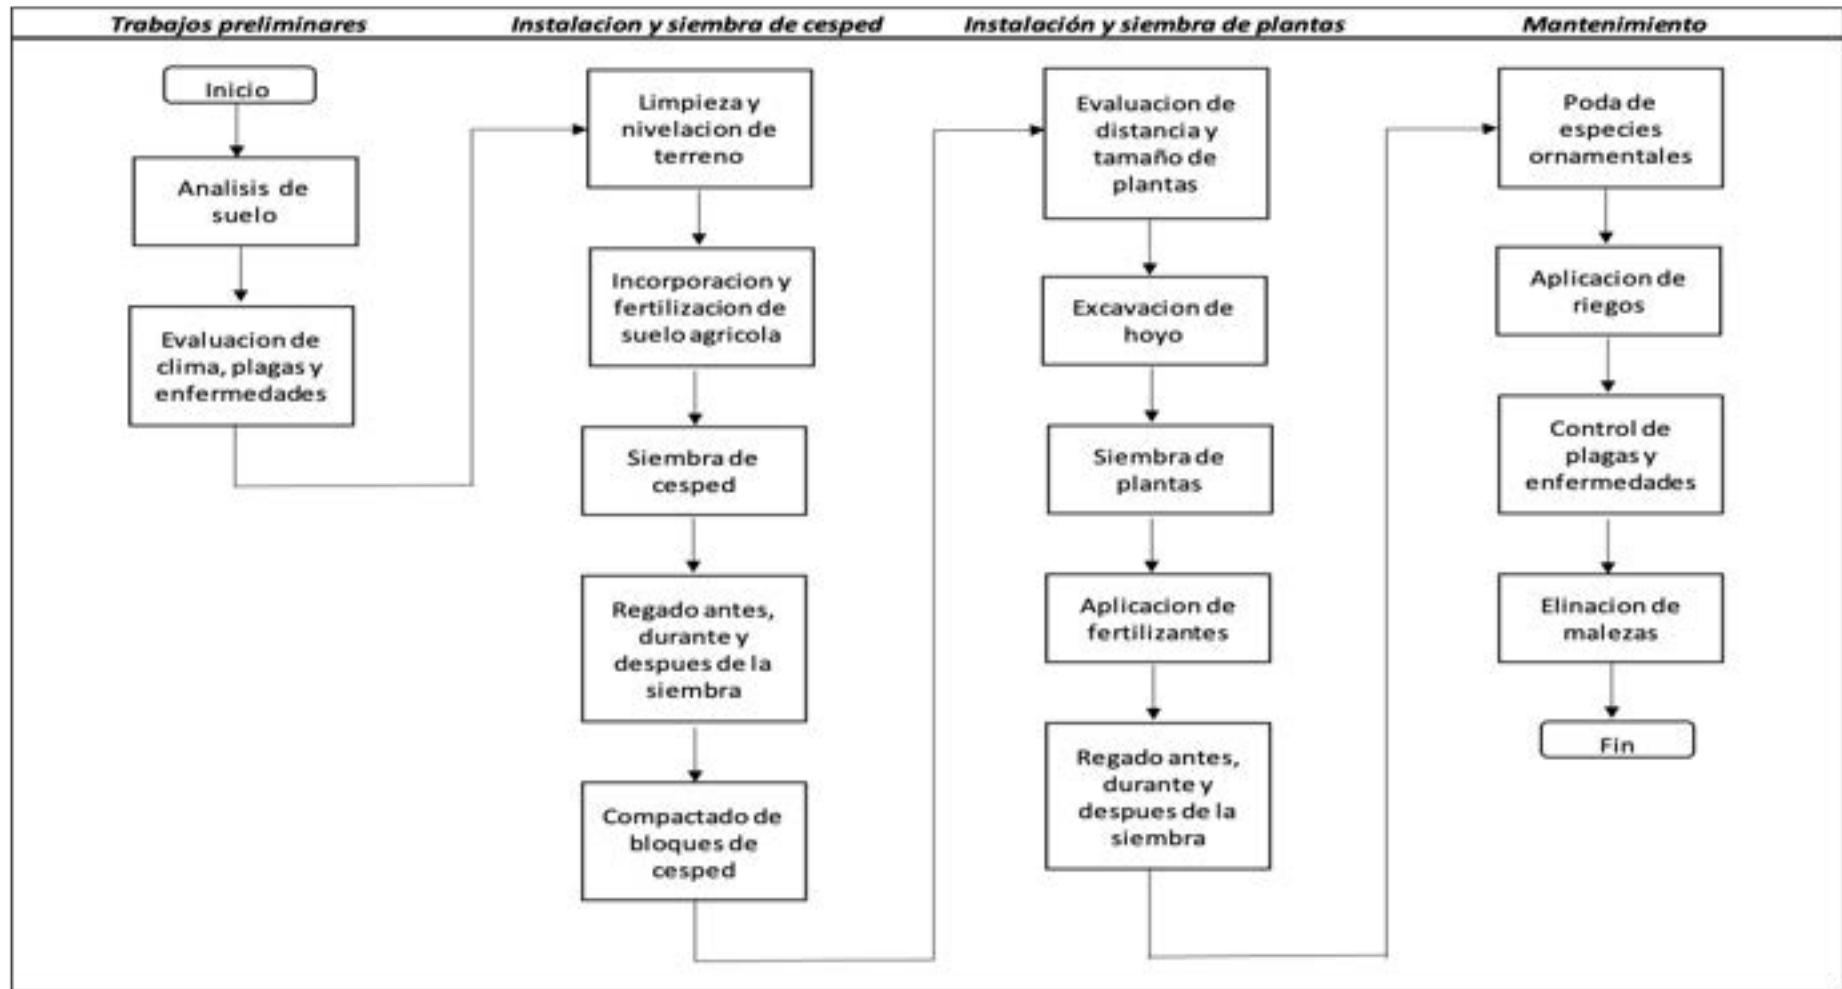 Trabajos preliminares
Inicio
Analisis de
suelo
Evaluacion de
clima, plagas y
enfermedades
Instalacion y siembra de cesped
Limpieza y
nivelacion de
terreno
Incorporacion y
fertilizacion de
suelo agricola
Siembra de
cesped
Regado antes,
durante y
despues de la
siembra
Compactado de
bloques de
cesped
Instalación y siembra de plantas
Evaluacion de
distancia y
tamaño de
plantas
Excavacion de
hoyo
Siembra de
plantas
Aplicacion de
fertilizantes
Regado antes,
durante y
despues de la
siembra
Mantenimiento
Poda de
especies
ornamentales
Aplicacion de
riegos
Control de
plagas y
enfermedades
Elinacion de
malezas
Fin